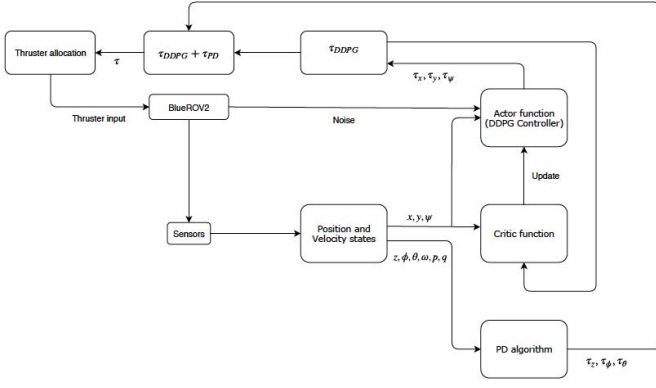 Thruster allocation
τ
τ_DDPG + τ_PD
τ_DDPG
τ_x, τ_y, τ_ψ
Thruster input
BlueROV2
Noise
Actor function
(DDPG Controller)
Update
Sensors
Position and
Velocity states
x, y, ψ
z, ϕ, θ, ω, p, q
Critic function
PD algorithm
τ_z, τ_ϕ, τ_θ